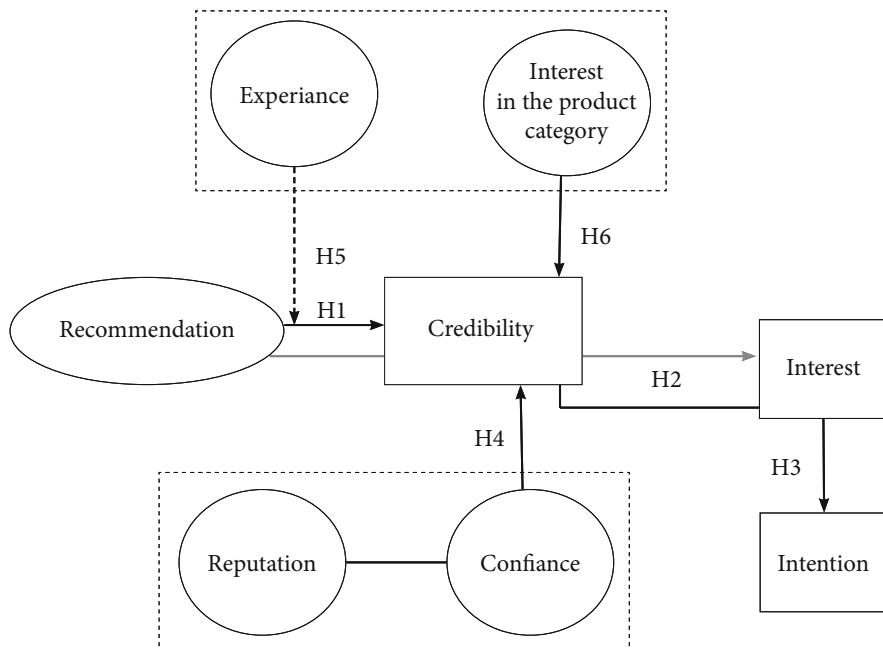 Experiance
Interest
in the product
category
H5
H6
H1
Recommendation
Credibility
H2
Interest
H4
H3
Reputation
Confiance
Intention